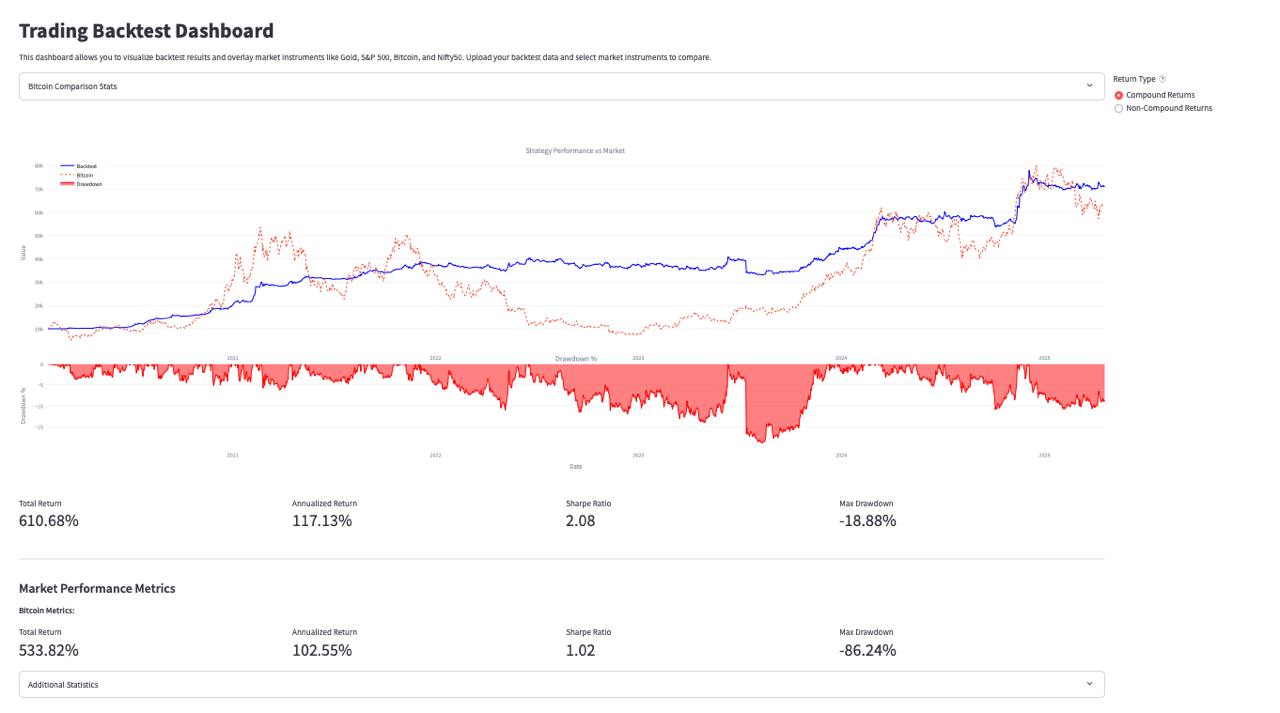 Trading Backtest Dashboard
This dashboard allows you to visualize backtest results and overlay market instruments like Gold, S&P 500, Bitcoin, and Nifty50. Upload your backtest data and select market instruments to compare.
Bitcoin Comparison Stats
Return Type
Compound Returns
Non-Compound Returns
Strategy Performance vs Market
Backtest
Bitcoin
Drawdown
Value
80k
70k
60k
50k
40k
30k
20k
10k
2021 2022 2023 2024 2025
Drawdown %
Drawdown %
0
−5
−10
−15
2021 2022 2023 2024 2025
Date
Total Return Annualized Return Sharpe Ratio Max Drawdown
610.68% 117.13% 2.08 -18.88%
Market Performance Metrics
Bitcoin Metrics:
Total Return Annualized Return Sharpe Ratio Max Drawdown
533.82% 102.55% 1.02 -86.24%
Additional Statistics